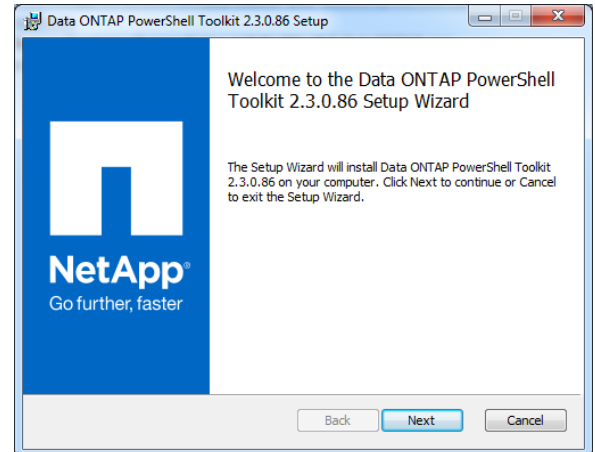 Data ONTAP PowerShell Toolkit 2.3.0.86 Setup
Welcome to the Data ONTAP PowerShell
Toolkit 2.3.0.86 Setup Wizard
The Setup Wizard will install Data ONTAP PowerShell Toolkit
2.3.0.86 on your computer. Click Next to continue or Cancel
to exit the Setup Wizard.
NetApp®
Go further, faster
Back
Next
Cancel